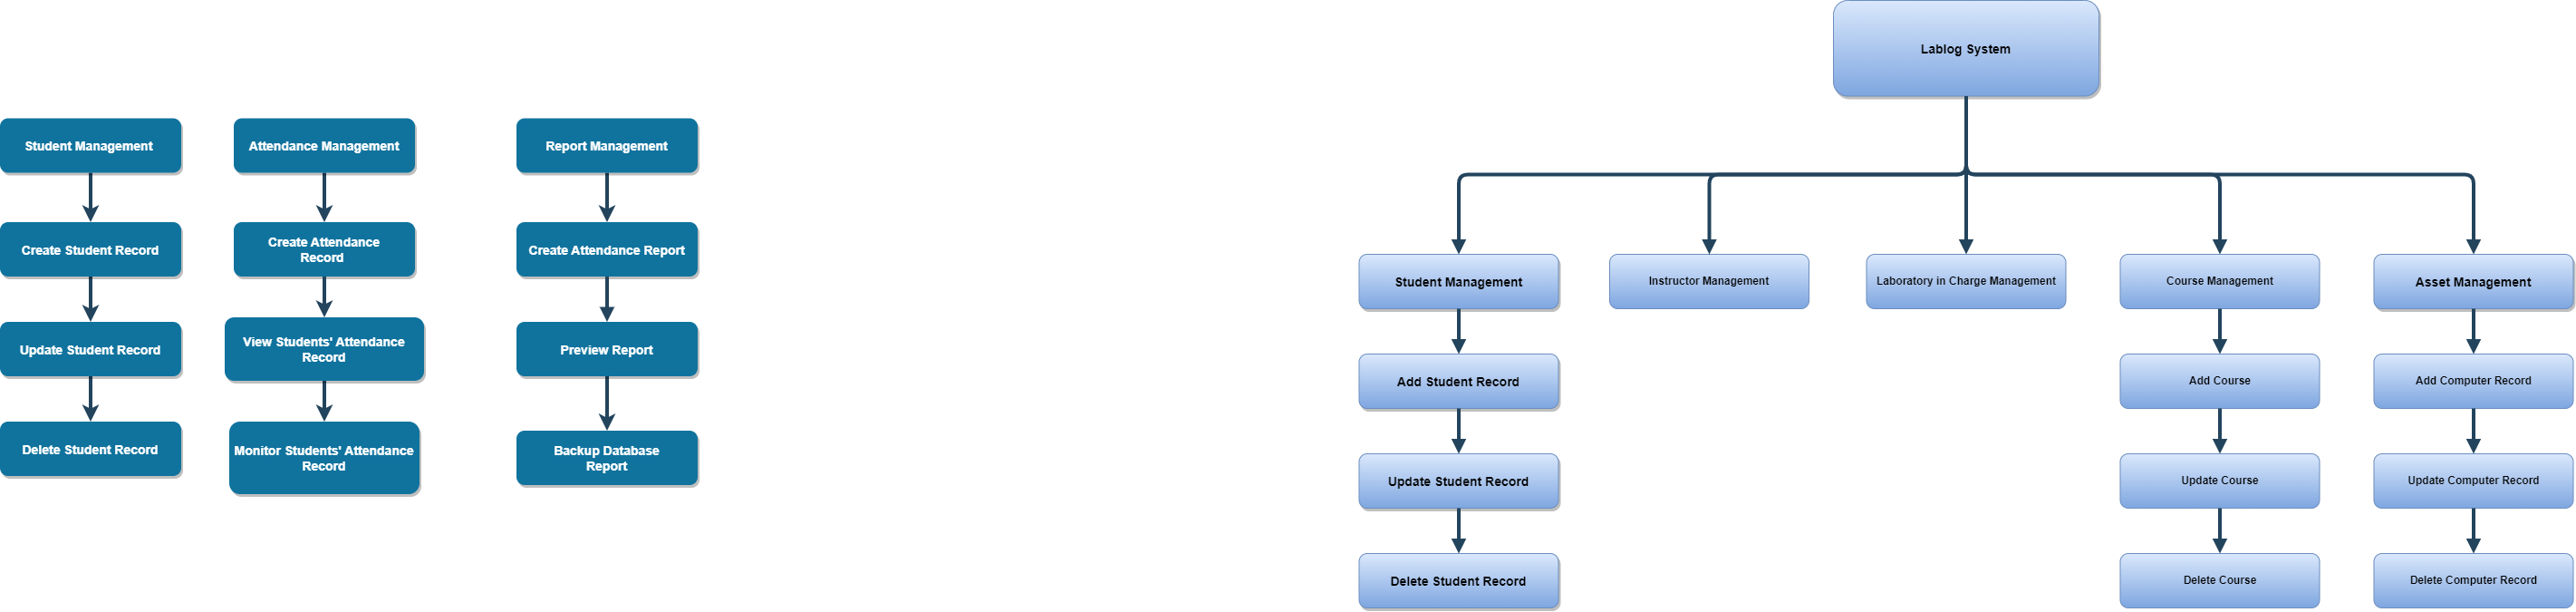 Student Management
Create Student Record
Update Student Record
Delete Student Record
Attendance Management
Create Attendance
Record
View Students' Attendance
Record
Monitor Students' Attendance
Record
Report Management
Create Attendance Report
Preview Report
Backup Database
Report
Lablog System
Student Management
Add Student Record
Update Student Record
Delete Student Record
Instructor Management
Laboratory in Charge Management
Course Management
Add Course
Update Course
Delete Course
Asset Management
Add Computer Record
Update Computer Record
Delete Computer Record